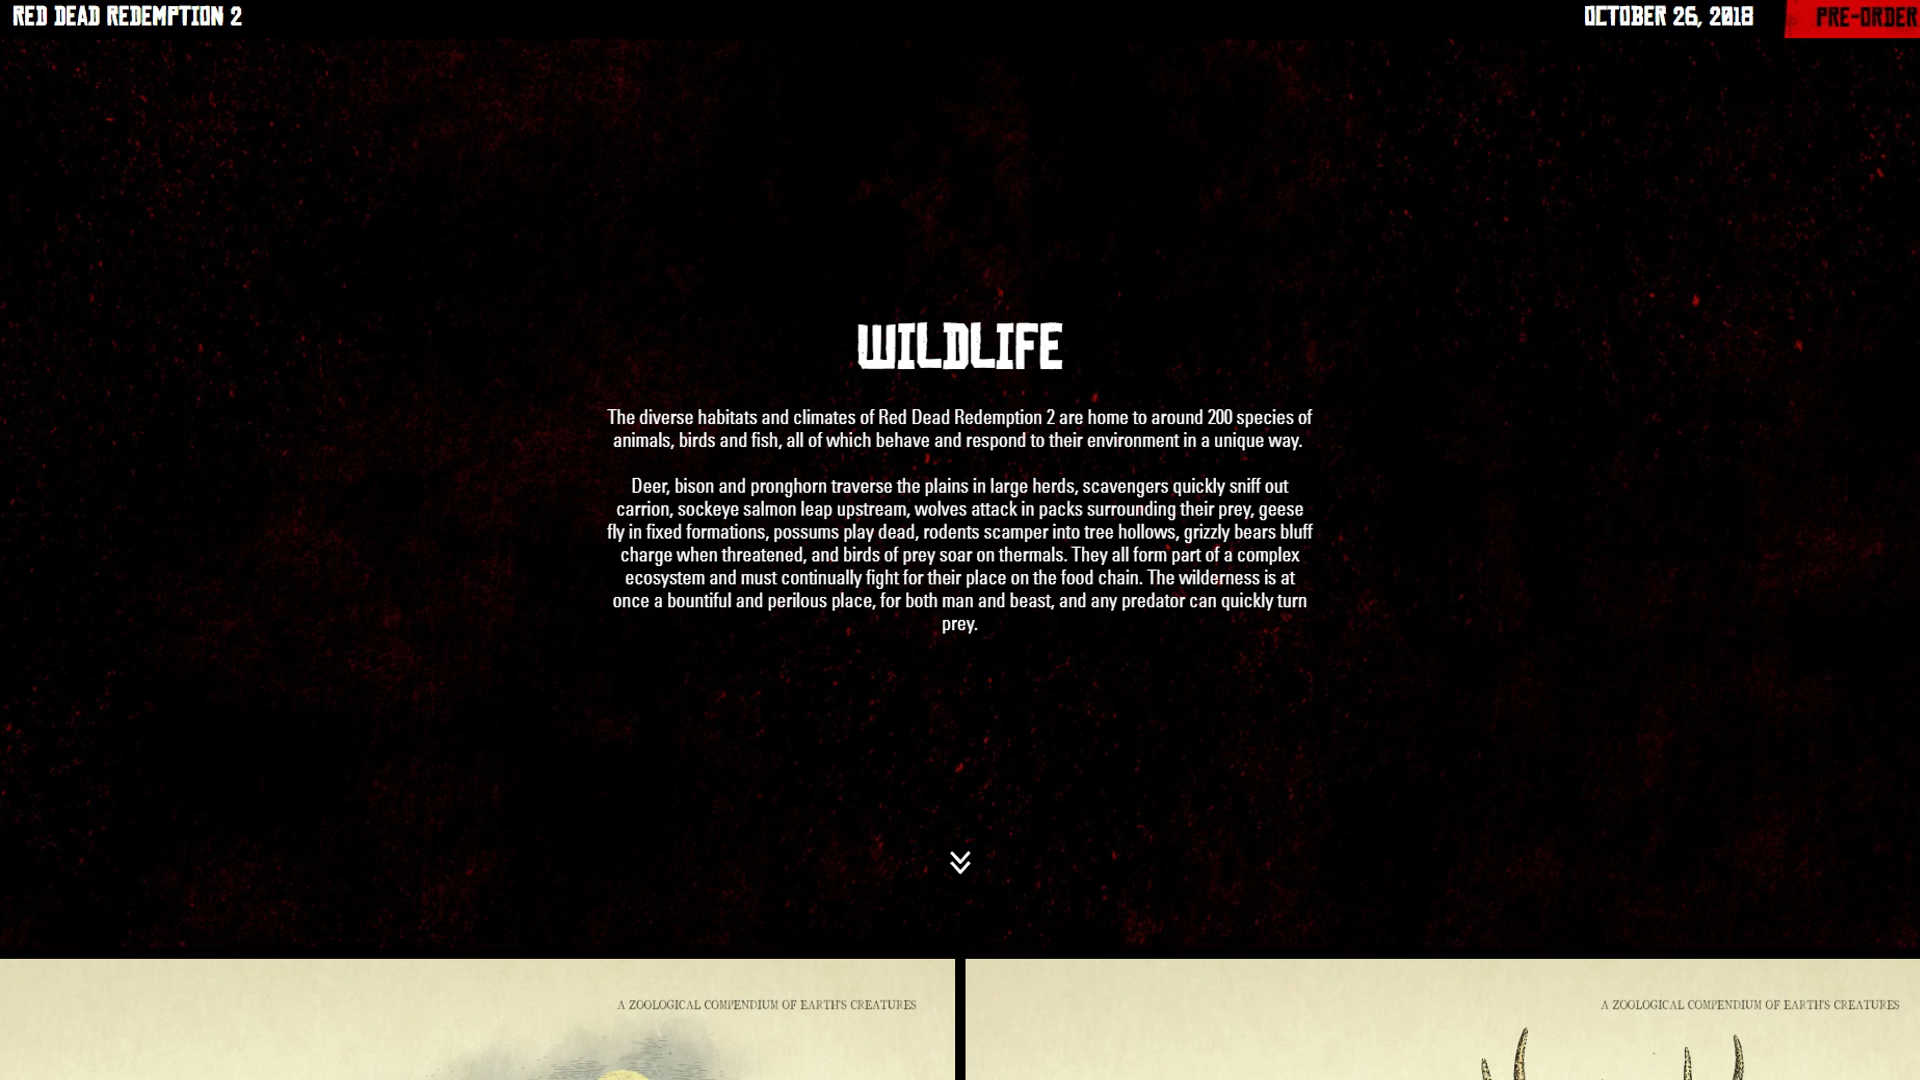 RED DEAD REDEMPTION 2
OCTOBER 26, 2018
PRE-ORDER
WILDLIFE
The diverse habitats and climates of Red Dead Redemption 2 are home to around 200 species of
animals, birds and fish, all of which behave and respond to their environment in a unique way.
Deer, bison and pronghorn traverse the plains in large herds, scavengers quickly sniff out
carrion, sockeye salmon leap upstream, wolves attack in packs surrounding their prey, geese
fly in fixed formations, possums play dead, rodents scamper into tree hollows, grizzly bears bluff
charge when threatened, and birds of prey soar on thermals. They all form part of a complex
ecosystem and must continually fight for their place on the food chain. The wilderness is at
once a bountiful and perilous place, for both man and beast, and any predator can quickly turn
prey.
A ZOOLOGICAL COMPENDIUM OF EARTH'S CREATURES
A ZOOLOGICAL COMPENDIUM OF EARTH'S CREATURES